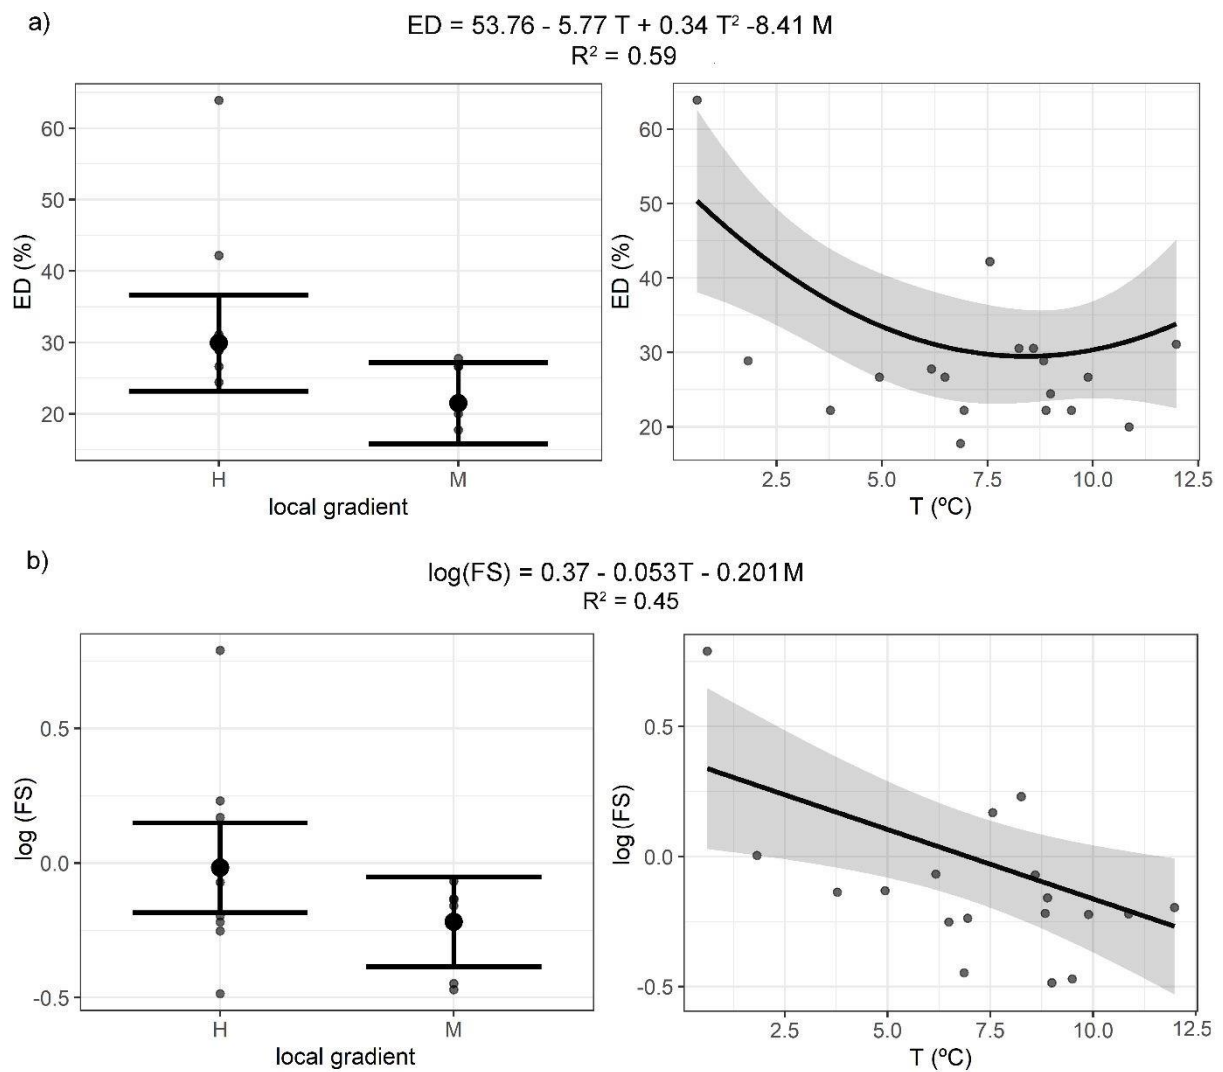 a)
ED = 53.76 - 5.77 T + 0.34 T² -8.41 M
R² = 0.59
60
50
40
30
20
ED (%)
H
M
local gradient
60
50
40
30
20
ED (%)
2.5
5.0
7.5
10.0
12.5
T (ºC)
b)
log(FS) = 0.37 - 0.053T - 0.201M
R² = 0.45
0.5
0.0
-0.5
log (FS)
H
M
local gradient
0.5
0.0
-0.5
log (FS)
2.5
5.0
7.5
10.0
12.5
T (ºC)